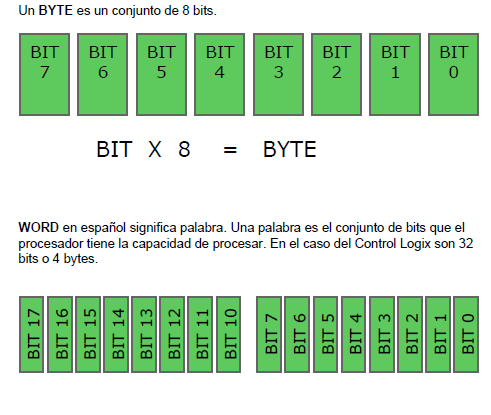 Un BYTE es un conjunto de 8 bits.
BIT 7 BIT 6 BIT 5 BIT 4 BIT 3 BIT 2 BIT 1 BIT 0
BIT X 8 = BYTE
WORD en español significa palabra. Una palabra es el conjunto de bits que el
procesador tiene la capacidad de procesar. En el caso del Control Logix son 32
bits o 4 bytes.
BIT 17 BIT 16 BIT 15 BIT 14 BIT 13 BIT 12 BIT 11 BIT 10 BIT 7 BIT 6 BIT 5 BIT 4 BIT 3 BIT 2 BIT 1 BIT 0